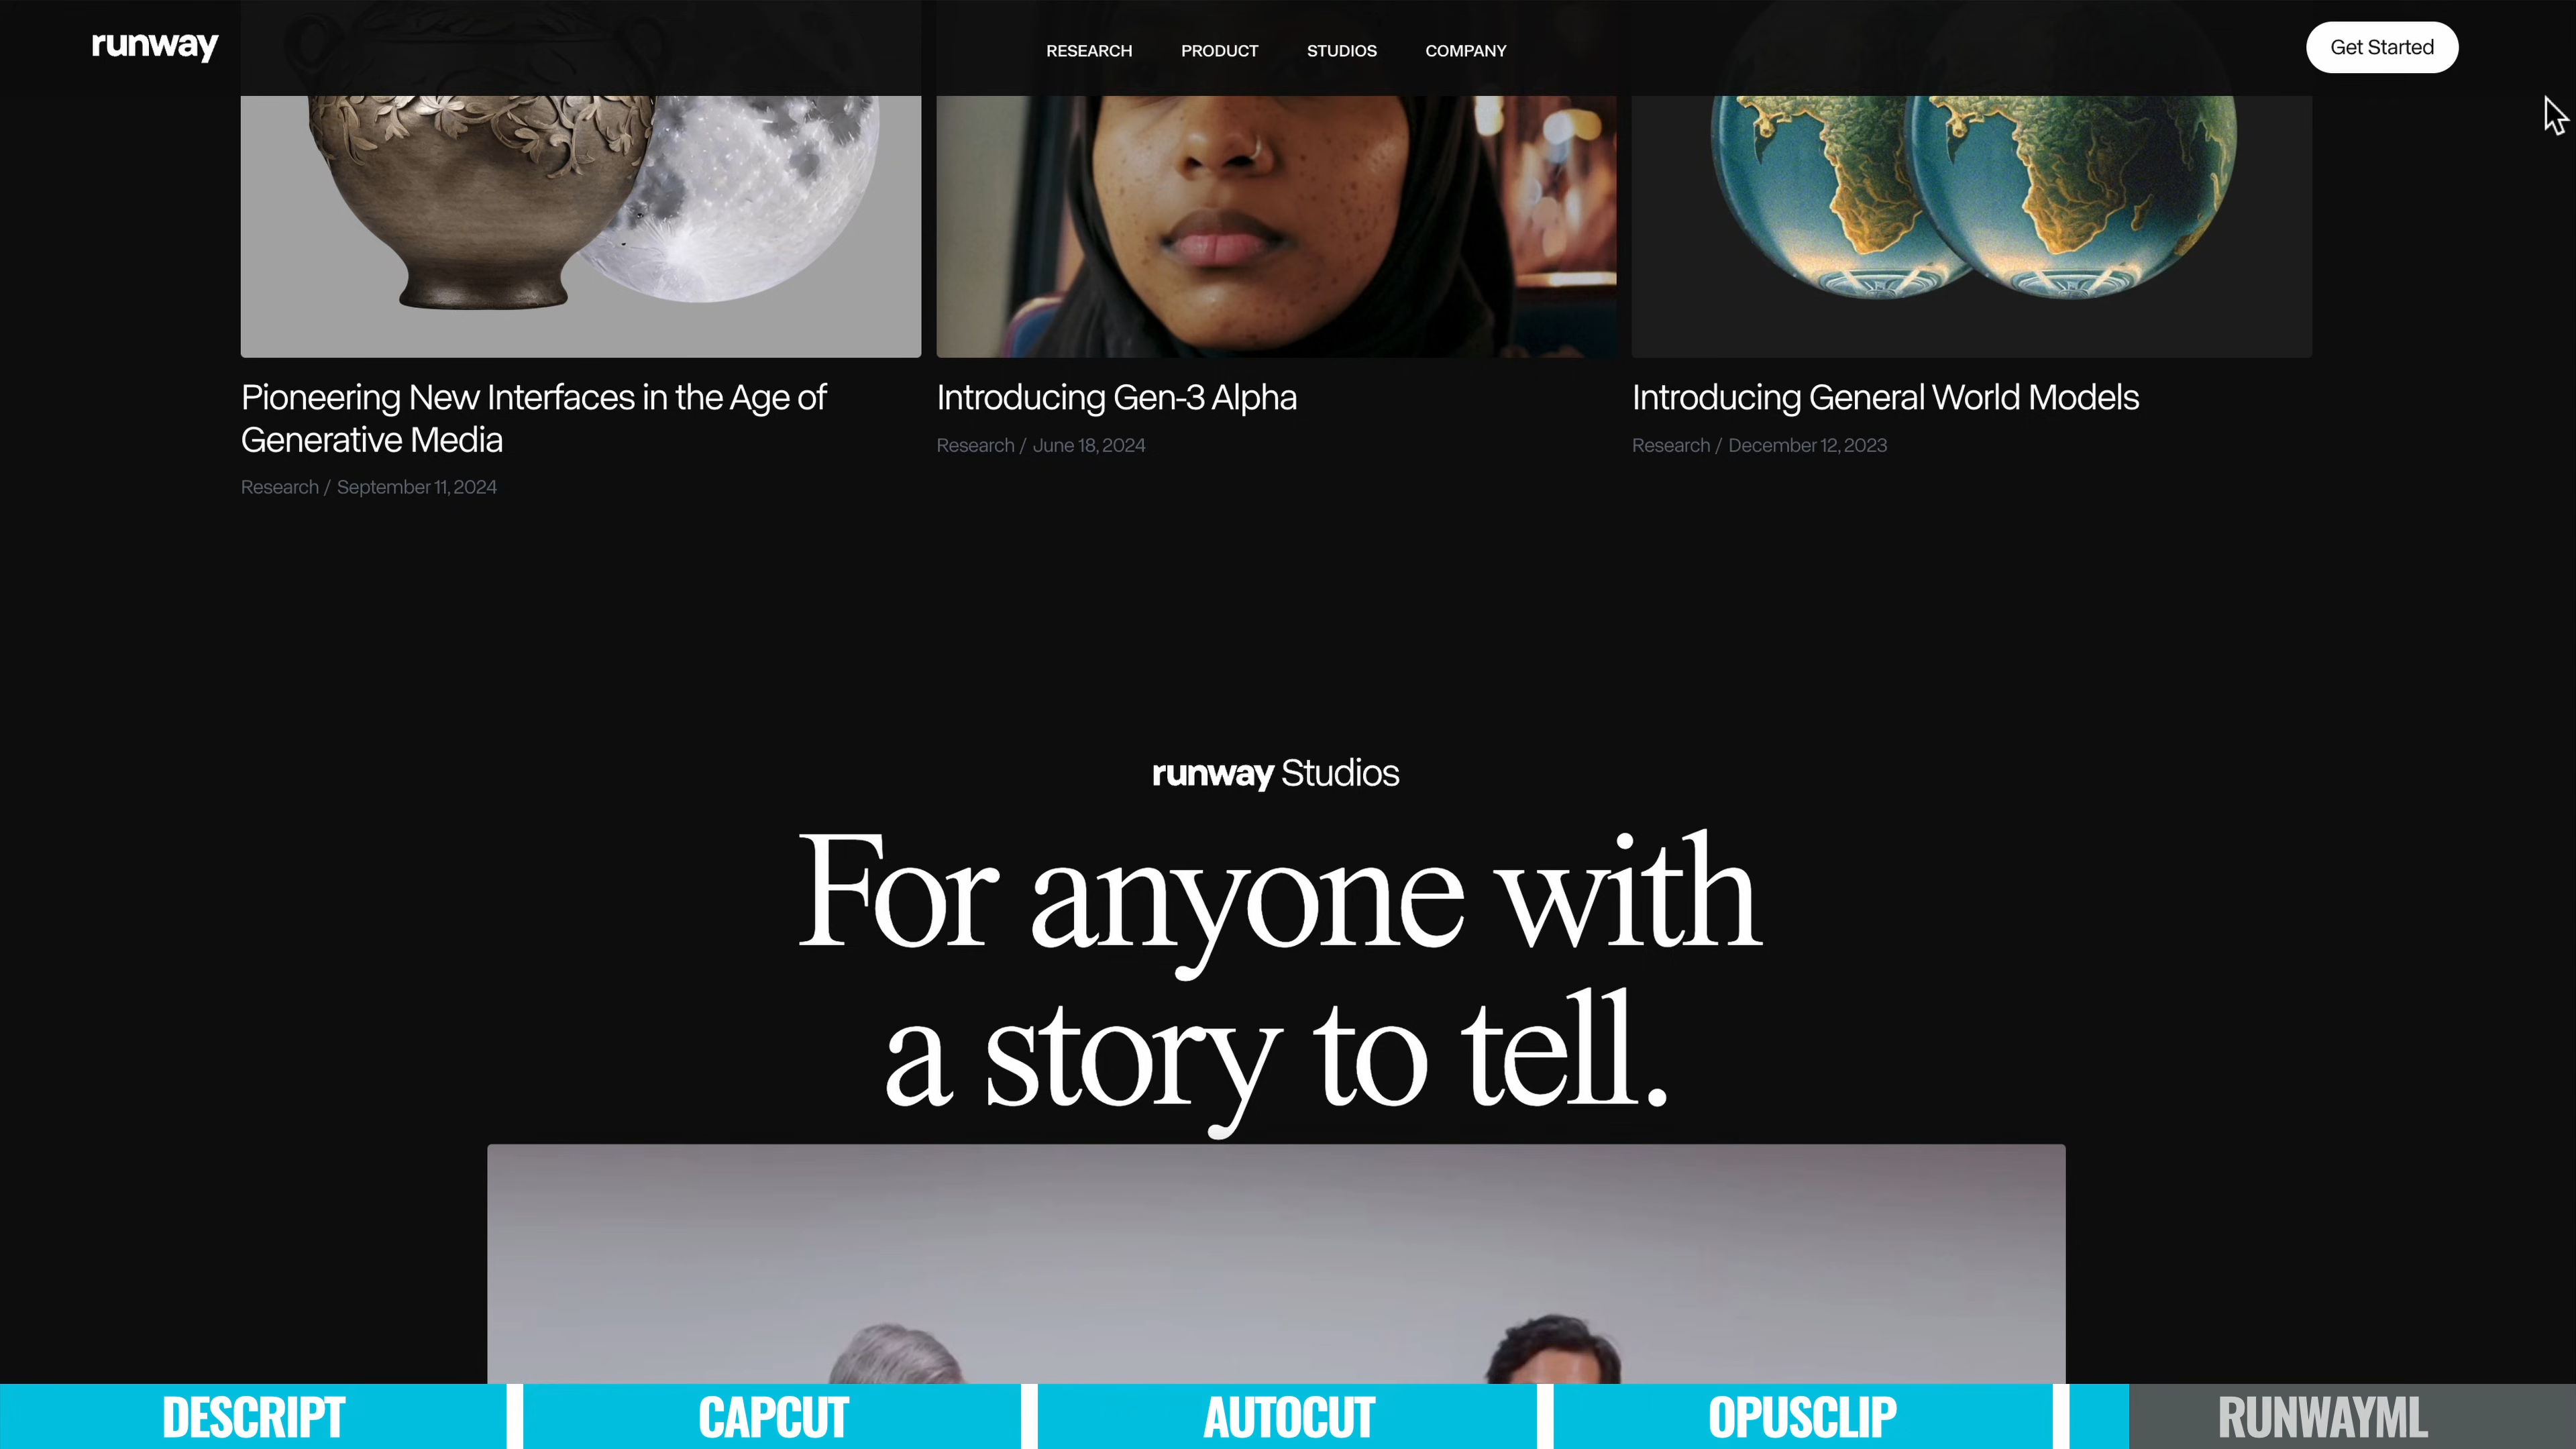 runway
RESEARCH PRODUCT STUDIOS COMPANY
Get Started
Pioneering New Interfaces in the Age of
Generative Media
Research / September 11, 2024
Introducing Gen-3 Alpha
Research / June 18, 2024
Introducing General World Models
Research / December 12, 2023
runway Studios
For anyone with
a story to tell.
DESCRIPT CAPCUT AUTOCUT OPUSCLIP RUNWAYML